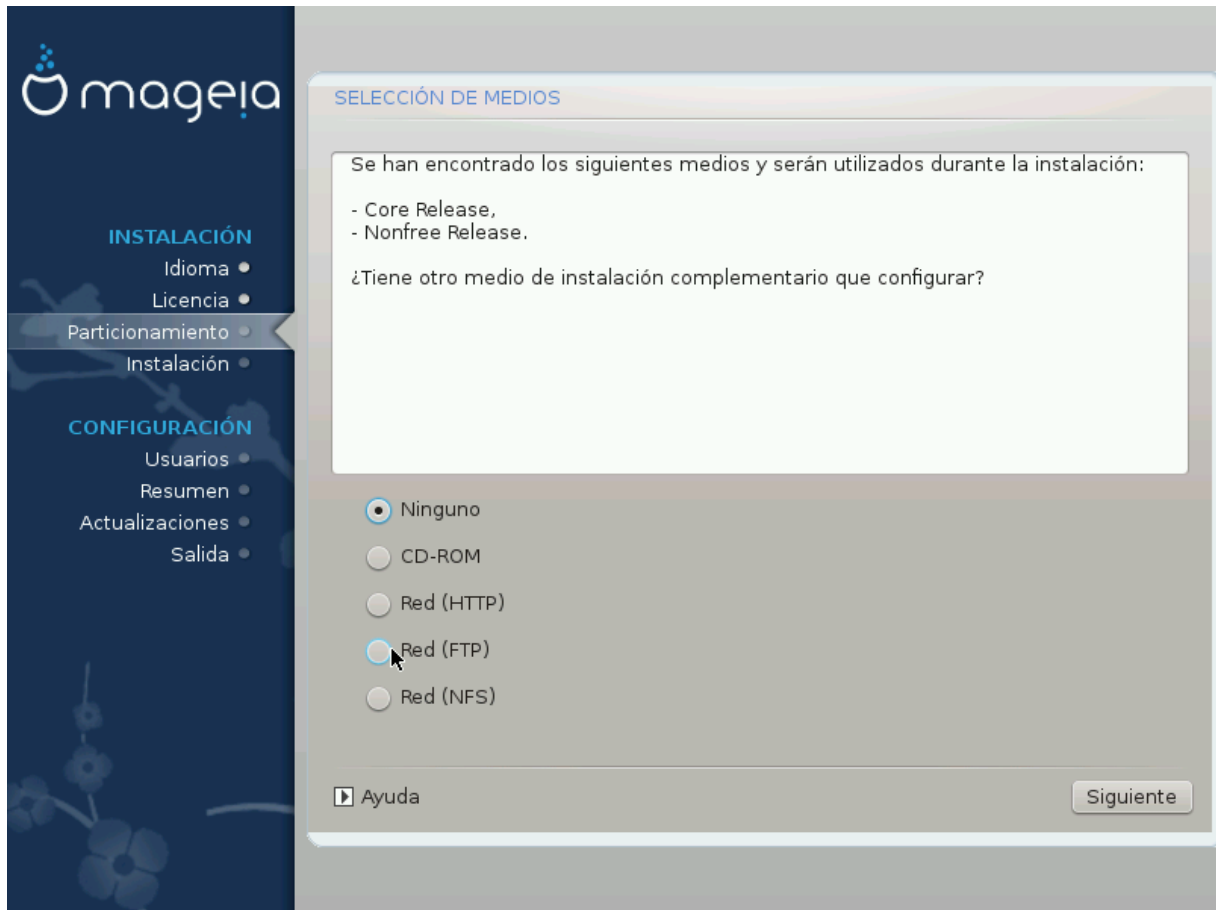 mageia
INSTALACIÓN
Idioma
Licencia
Particionamiento
Instalación
CONFIGURACIÓN
Usuarios
Resumen
Actualizaciones
Salida
SELECCIÓN DE MEDIOS
Se han encontrado los siguientes medios y serán utilizados durante la instalación:
- Core Release,
- Nonfree Release.
¿Tiene otro medio de instalación complementario que configurar?
Ninguno
CD-ROM
Red (HTTP)
Red (FTP)
Red (NFS)
Ayuda
Siguiente